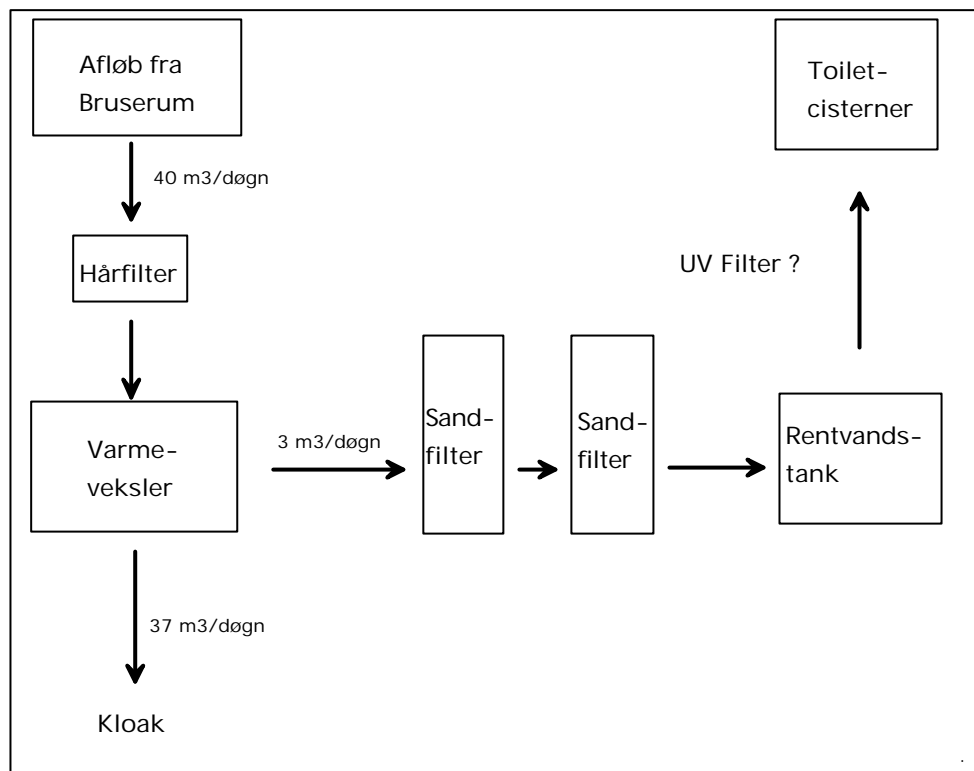 Afløb fra
Bruserum
40 m3/døgn
Hårfilter
Varme-
veksler
37 m3/døgn
Kloak
3 m3/døgn
Sand-
filter
Sand-
filter
Rentvands-
tank
UV Filter ?
Toilet-
cisterner